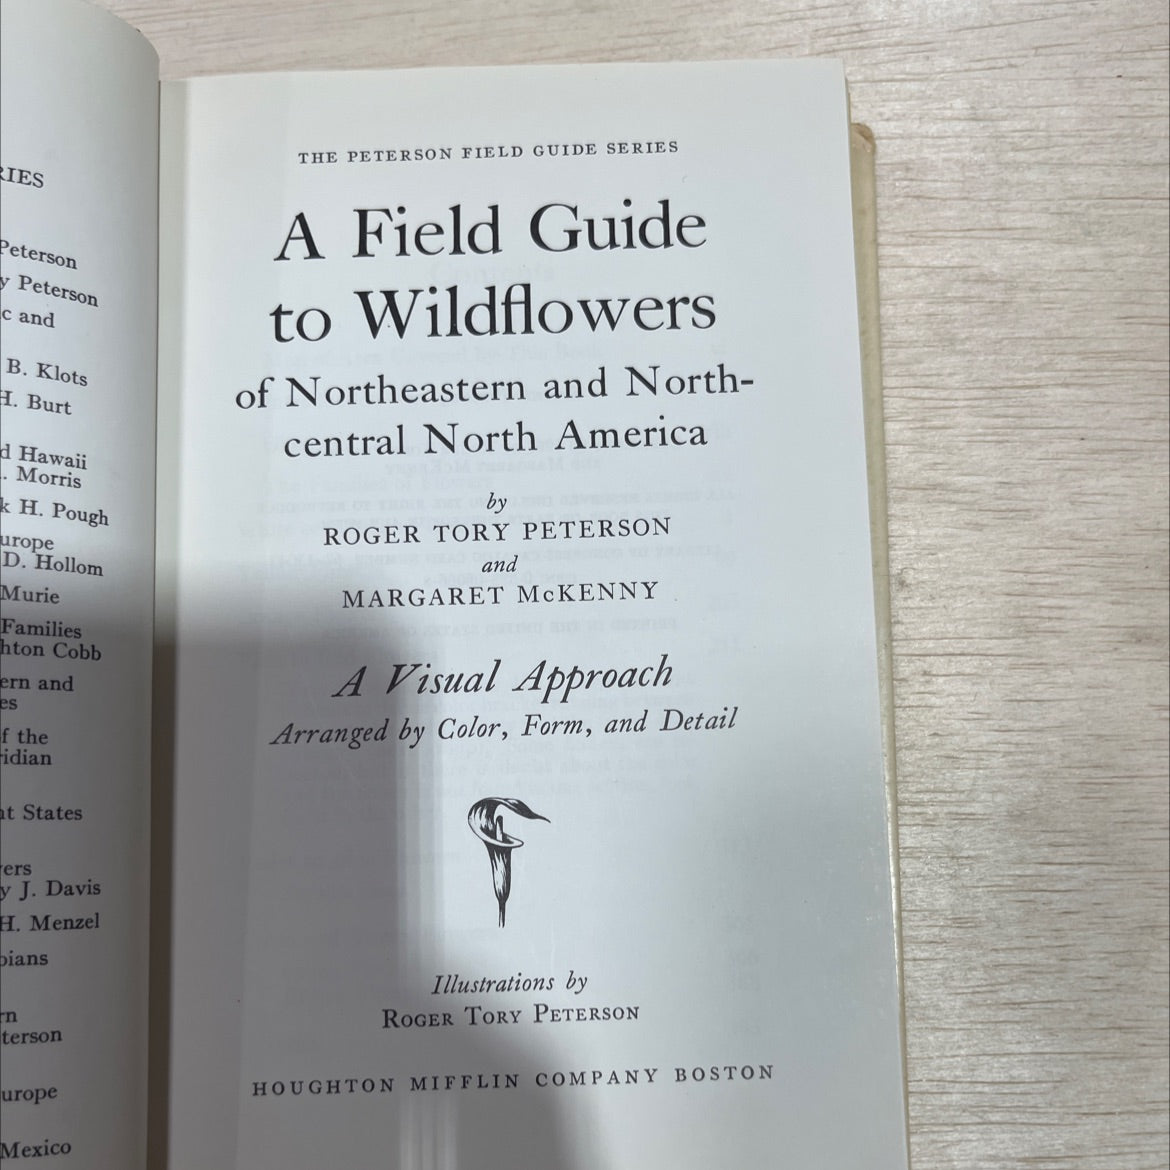 RIES
Peterson
y Peterson
c and
B. Klots
H. Burt
d Hawaii
. Morris
k H. Pough
urope
D. Hollom
Murie
Families
hton Cobb
ern and
es
f the
ridian
nt States
ers
y J. Davis
H. Menzel
bians
rn
terson
urope
Mexico
THE PETERSON FIELD GUIDE SERIES
A Field Guide
to Wildflowers
of Northeastern and North-
central North America
by
ROGER TORY PETERSON
and
MARGARET McKENNY
A Visual Approach
Arranged by Color, Form, and Detail
Illustrations by
ROGER TORY PETERSON
HOUGHTON MIFFLIN COMPANY BOSTON